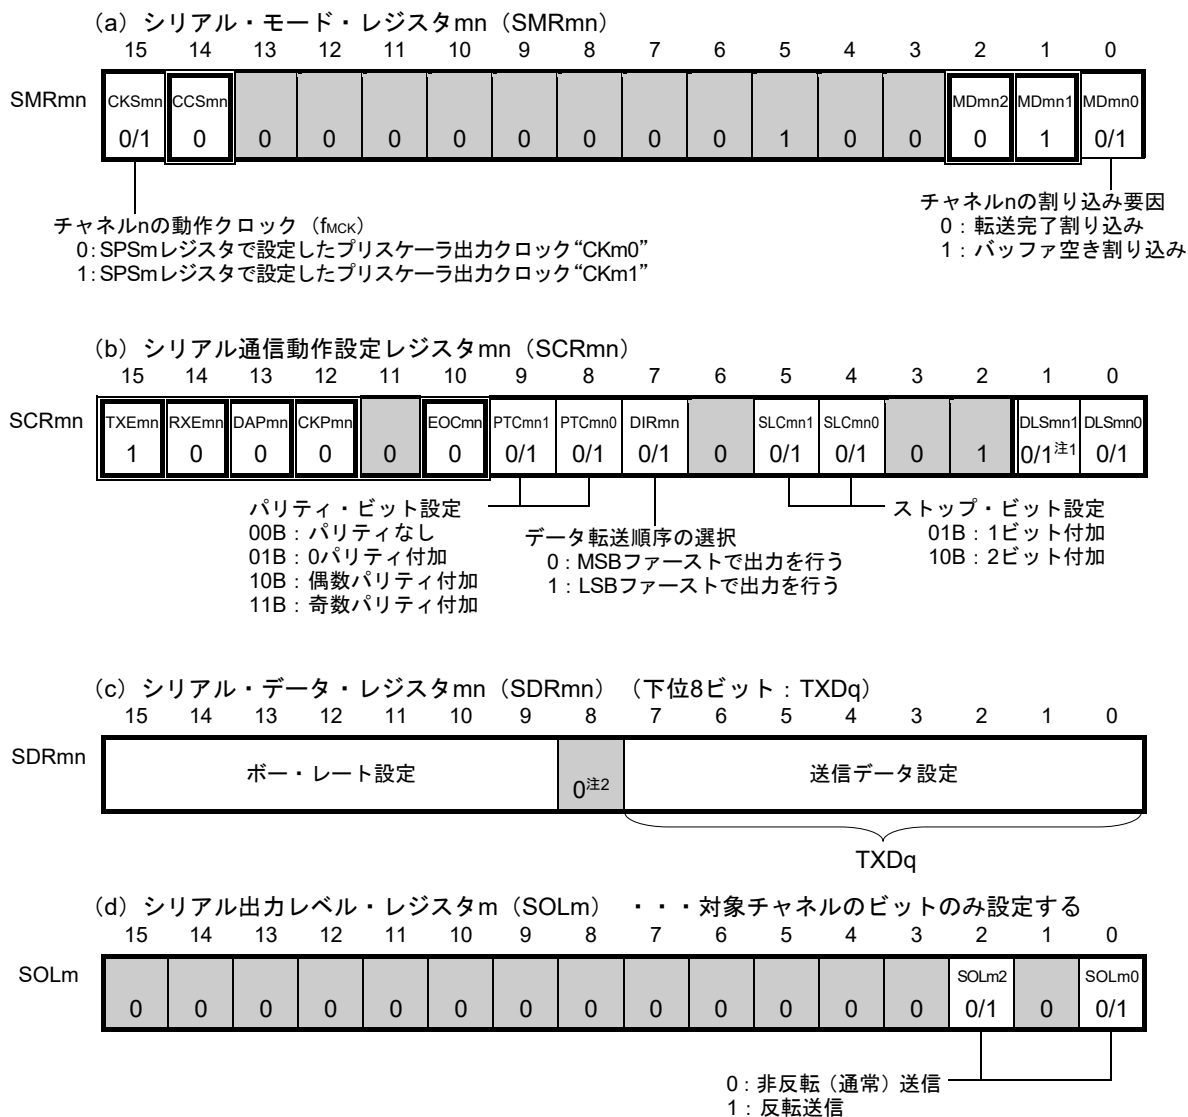 (a) シリアル・モード・レジスタmn（SMRmn）
15 14 13 12 11 10 9 8 7 6 5 4 3 2 1 0
SMRmn CKSmn CCSmn MDmn2 MDmn1 MDmn0
0/1 0 0 0 0 0 0 0 0 0 1 0 0 0 1 0/1
チャネルnの動作クロック（fMCK）
0：SPSmレジスタで設定したプリスケーラ出力クロック“CKm0”
1：SPSmレジスタで設定したプリスケーラ出力クロック“CKm1”
チャネルnの割り込み要因
0：転送完了割り込み
1：バッファ空き割り込み
(b) シリアル通信動作設定レジスタmn（SCRmn）
15 14 13 12 11 10 9 8 7 6 5 4 3 2 1 0
SCRmn TXEmn RXEmn DAPmn CKPmn EOCmn PTCmn1 PTCmn0 DIRmn SLCmn1 SLCmn0 DLSmn1 DLSmn0
1 0 0 0 0 0 0/1 0/1 0/1 0 0/1 0/1 0 1 0/1注1 0/1
パリティ・ビット設定
00B：パリティなし
01B：0パリティ付加
10B：偶数パリティ付加
11B：奇数パリティ付加
データ転送順序の選択
0：MSBファーストで出力を行う
1：LSBファーストで出力を行う
ストップ・ビット設定
01B：1ビット付加
10B：2ビット付加
(c) シリアル・データ・レジスタmn（SDRmn）（下位8ビット：TXDq）
15 14 13 12 11 10 9 8 7 6 5 4 3 2 1 0
SDRmn ボー・レート設定 0注2 送信データ設定
TXDq
(d) シリアル出力レベル・レジスタm（SOLm） ・・・対象チャネルのビットのみ設定する
15 14 13 12 11 10 9 8 7 6 5 4 3 2 1 0
SOLm SOLm2 SOLm0
0 0 0 0 0 0 0 0 0 0 0 0 0 0/1 0 0/1
0：非反転（通常）送信
1：反転送信